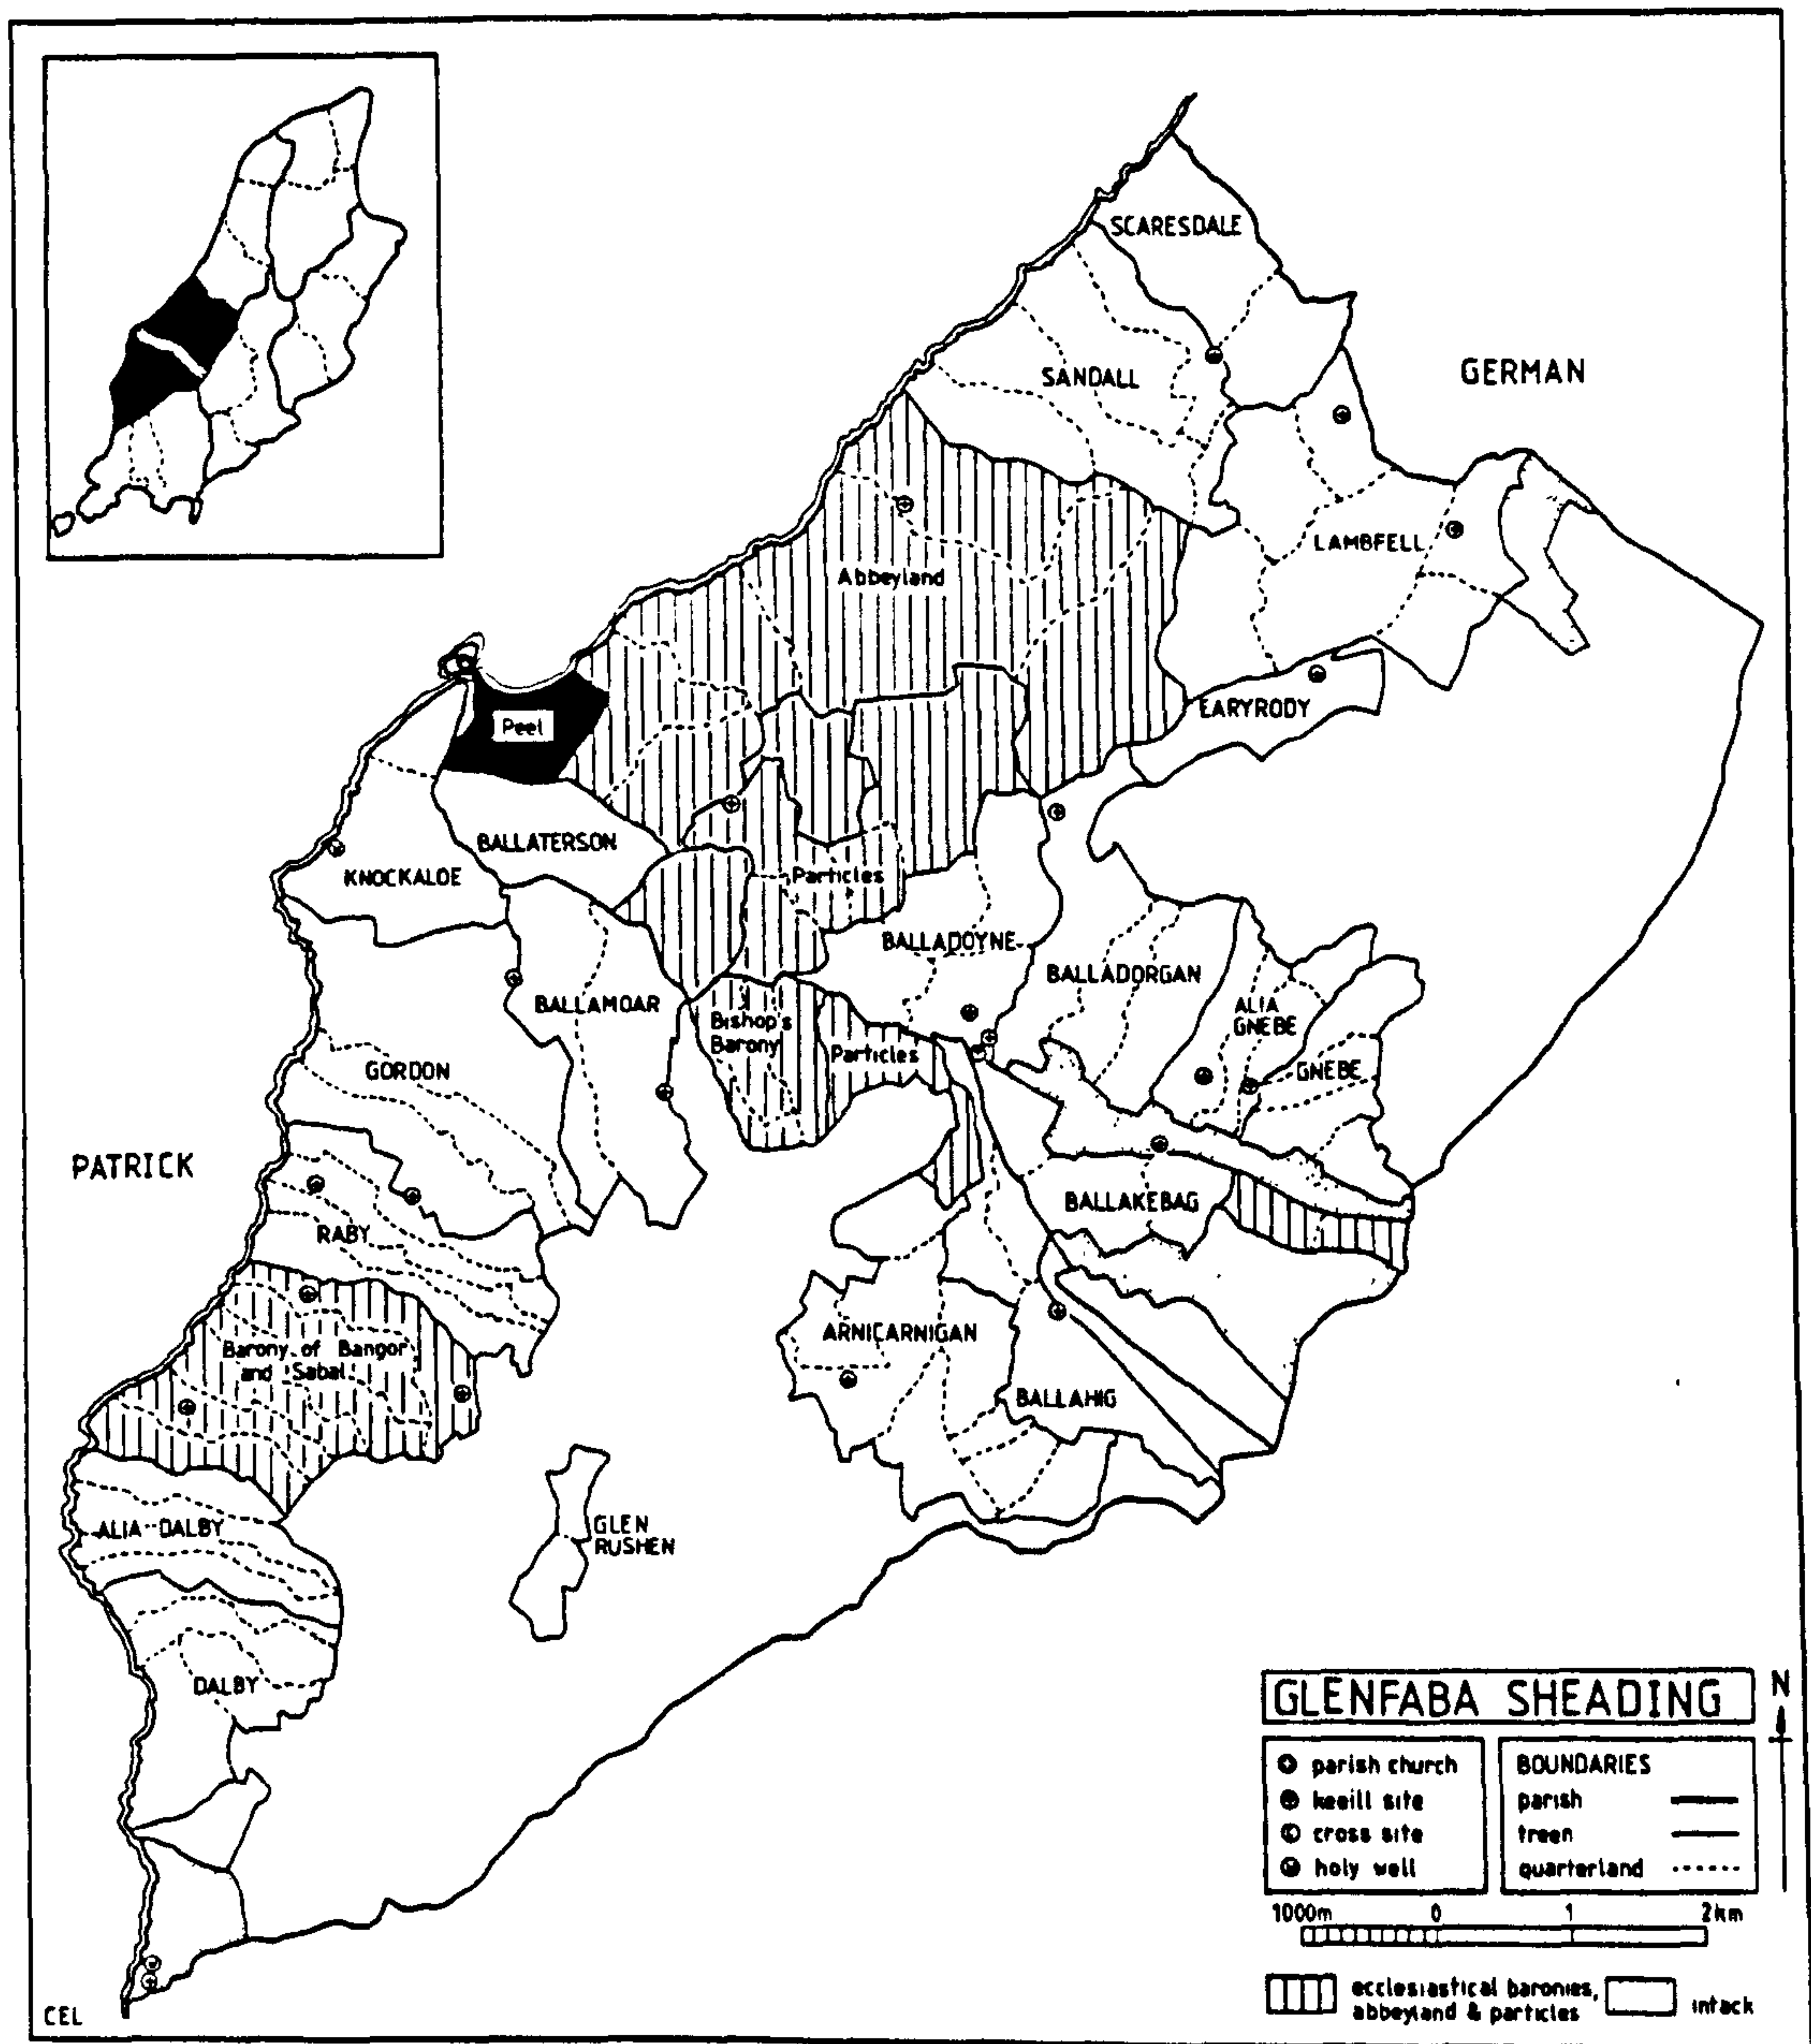 SCARESDALE
GERMAN
SANDALL
LAMBFELL
Abbeyland
EARYRODY
Peel
BALLATERSON
KNOCKALOE
Particles
BALLADOYNE
BALLADORGAN
BALLAMOAR
ALIA
GNEBE
Bishop's
Barony
Particles
GNEBE
GORDON
PATRICK
BALLAKEBAG
RABY
ARNICARNIGAN
Barony of Bangor
and Sabal
BALLAHIG
ALIA DALBY
GLEN
RUSHEN
DALBY
GLENFABA SHEADING
N
parish church
keeill site
cross site
holy well
BOUNDARIES
parish
treen
quarterland
1000m 0 1 2km
ecclesiastical baronies,
abbeyland & particles
intack
CEL